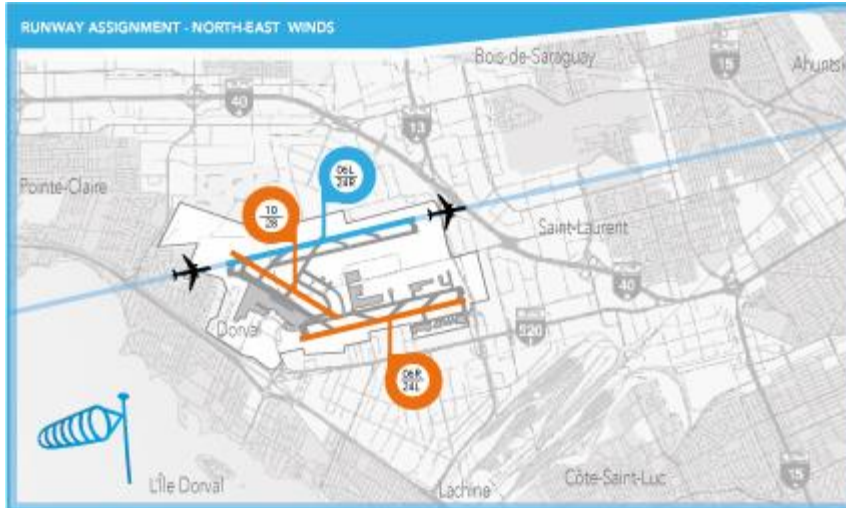 RUNWAY ASSIGNMENT - NORTH-EAST WINDS
Bois-de-Saraguay
15
40
13
Pointe-Claire
06L
24R
10
28
Saint-Laurent
40
Dorval
520
06R
24L
15
L'Île Dorval
Lachine
Côte-Saint-Luc